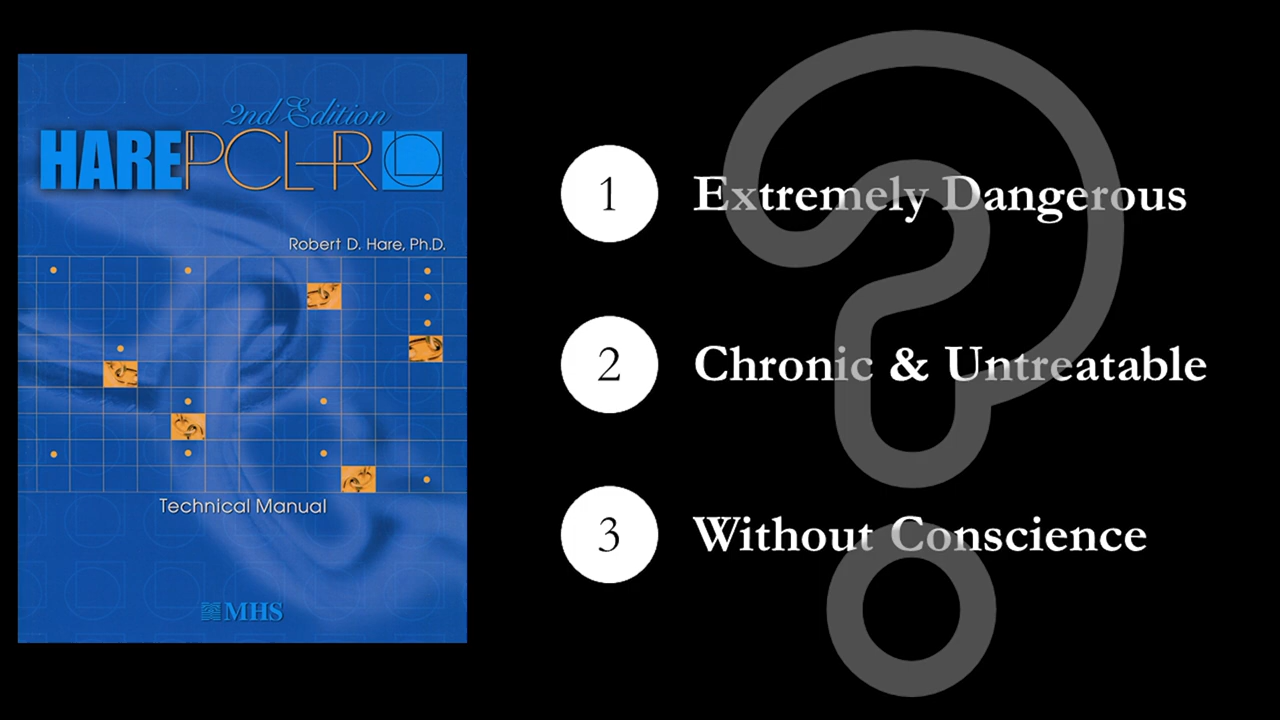 2nd Edition
HARE PCL-R
Robert D. Hare, Ph.D.
Technical Manual
MHS
1 Extremely Dangerous
2 Chronic & Untreatable
3 Without Conscience